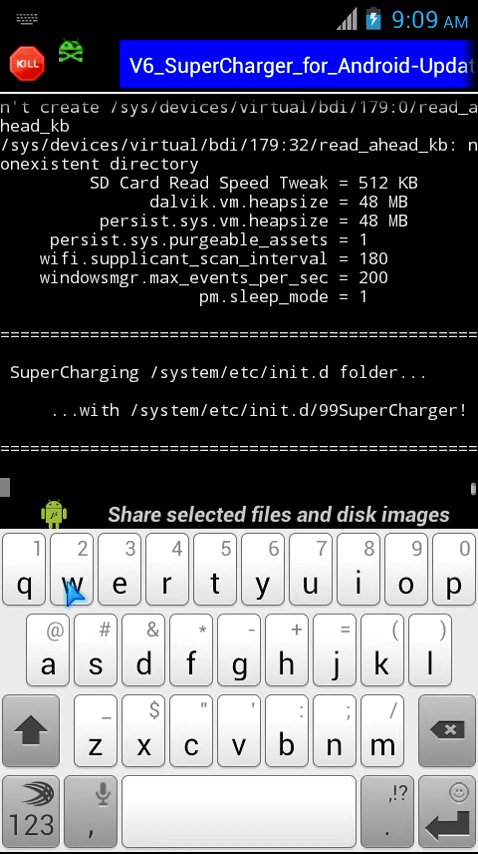 9:09 AM
KILL
V6_SuperCharger_for_Android-Updat
n't create /sys/devices/virtual/bdi/179:0/read_a
head_kb
/sys/devices/virtual/bdi/179:32/read_ahead_kb: n
onexistent directory
SD Card Read Speed Tweak = 512 KB
dalvik.vm.heapsize = 48 MB
persist.sys.vm.heapsize = 48 MB
persist.sys.purgeable_assets = 1
wifi.supplicant_scan_interval = 180
windowsmgr.max_events_per_sec = 200
pm.sleep_mode = 1
================================================
SuperCharging /system/etc/init.d folder...
...with /system/etc/init.d/99SuperCharger!
================================================
Share selected files and disk images
1 2 3 4 5 6 7 8 9 0
q w e r t y u i o p
@ # & * - + = ( )
a s d f g h j k l
_ $ " ' : ; /
z x c v b n m
,!?
123 , .